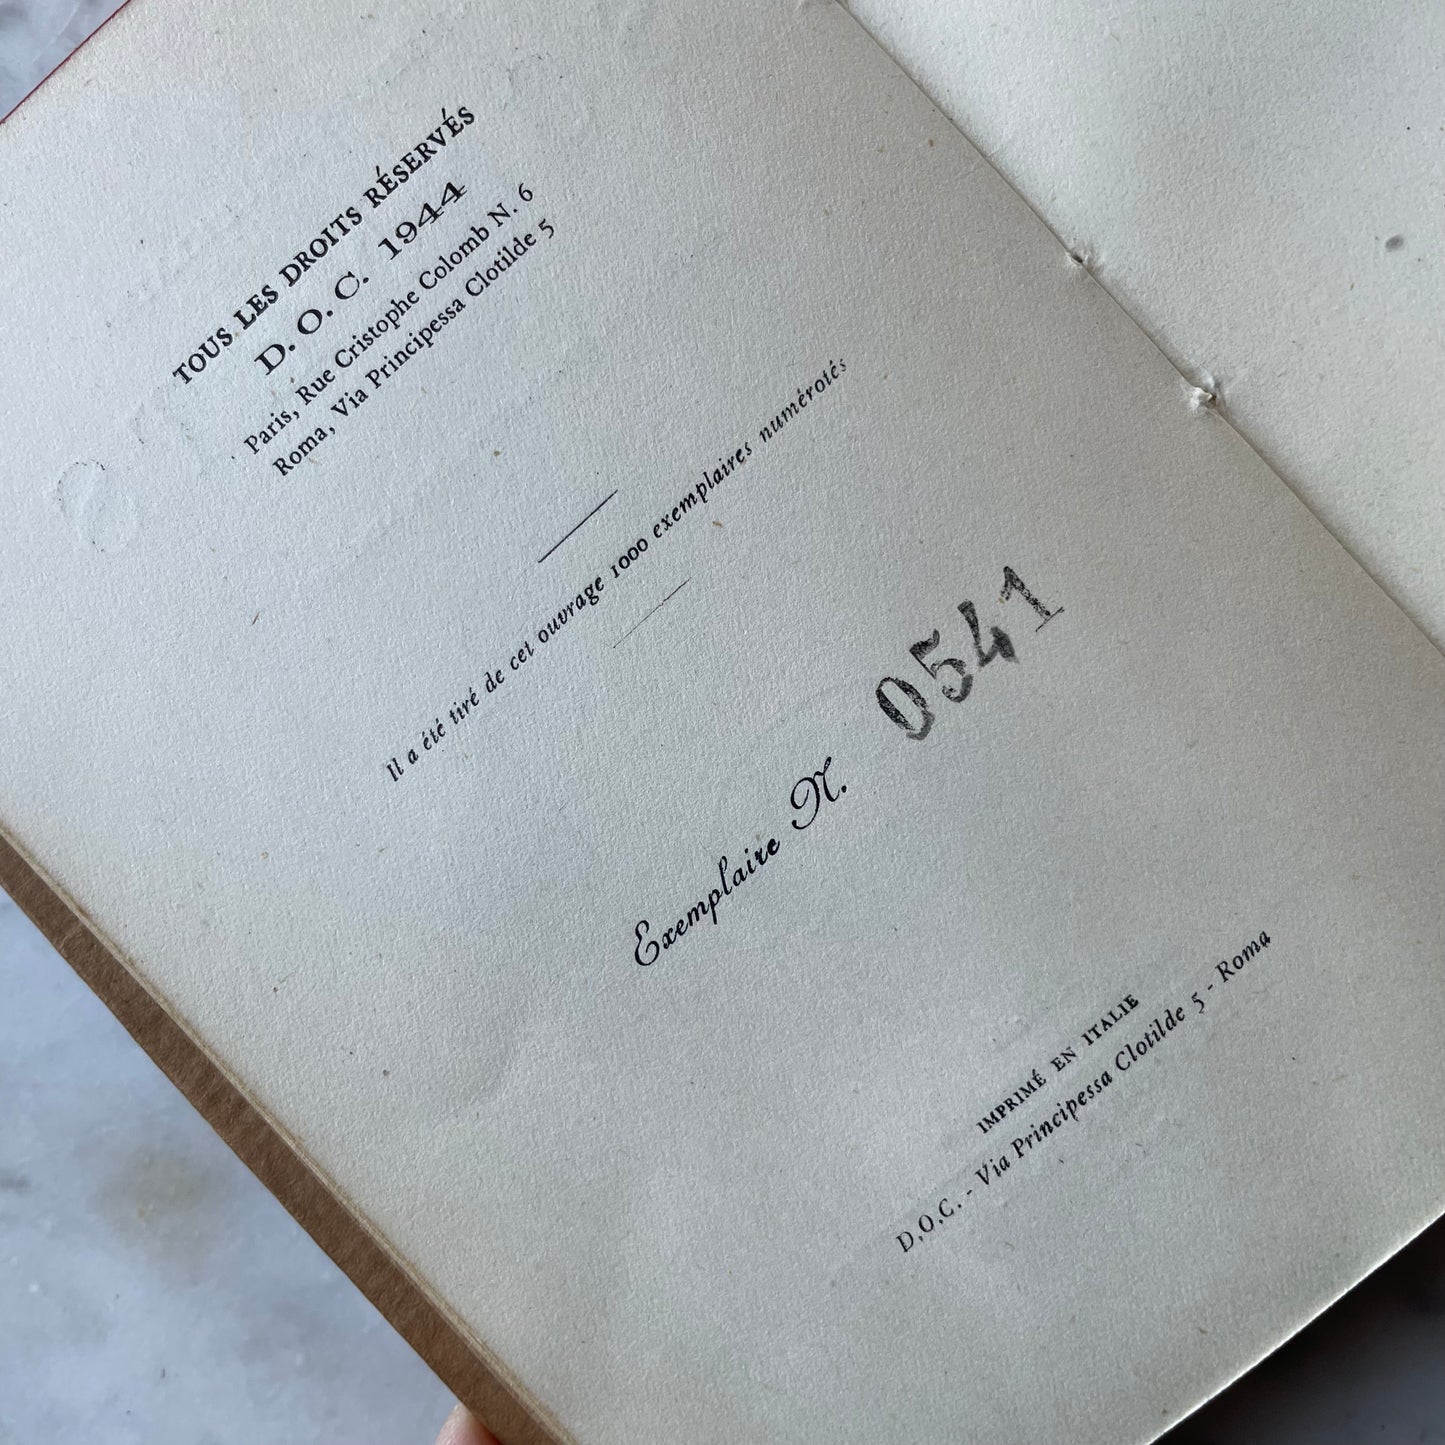 TOUS LES DROITS RÉSERVÉS
D. O. C. 1944
Paris, Rue Cristophe Colomb N. 6
Roma, Via Principessa Clotilde 5
Il a été tiré de cet ouvrage 1000 exemplaires numérotés
Exemplaire N. 0541
IMPRIMÉ EN ITALIE
D.O.C. - Via Principessa Clotilde 5 - Roma